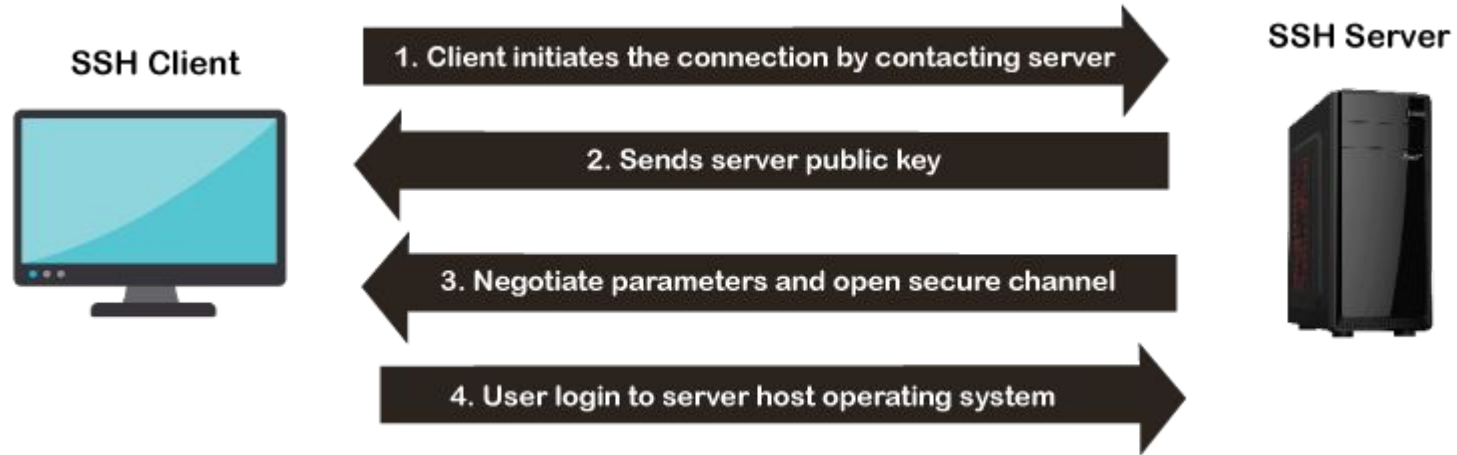 SSH Client
SSH Server
1. Client initiates the connection by contacting server
2. Sends server public key
3. Negotiate parameters and open secure channel
4. User login to server host operating system